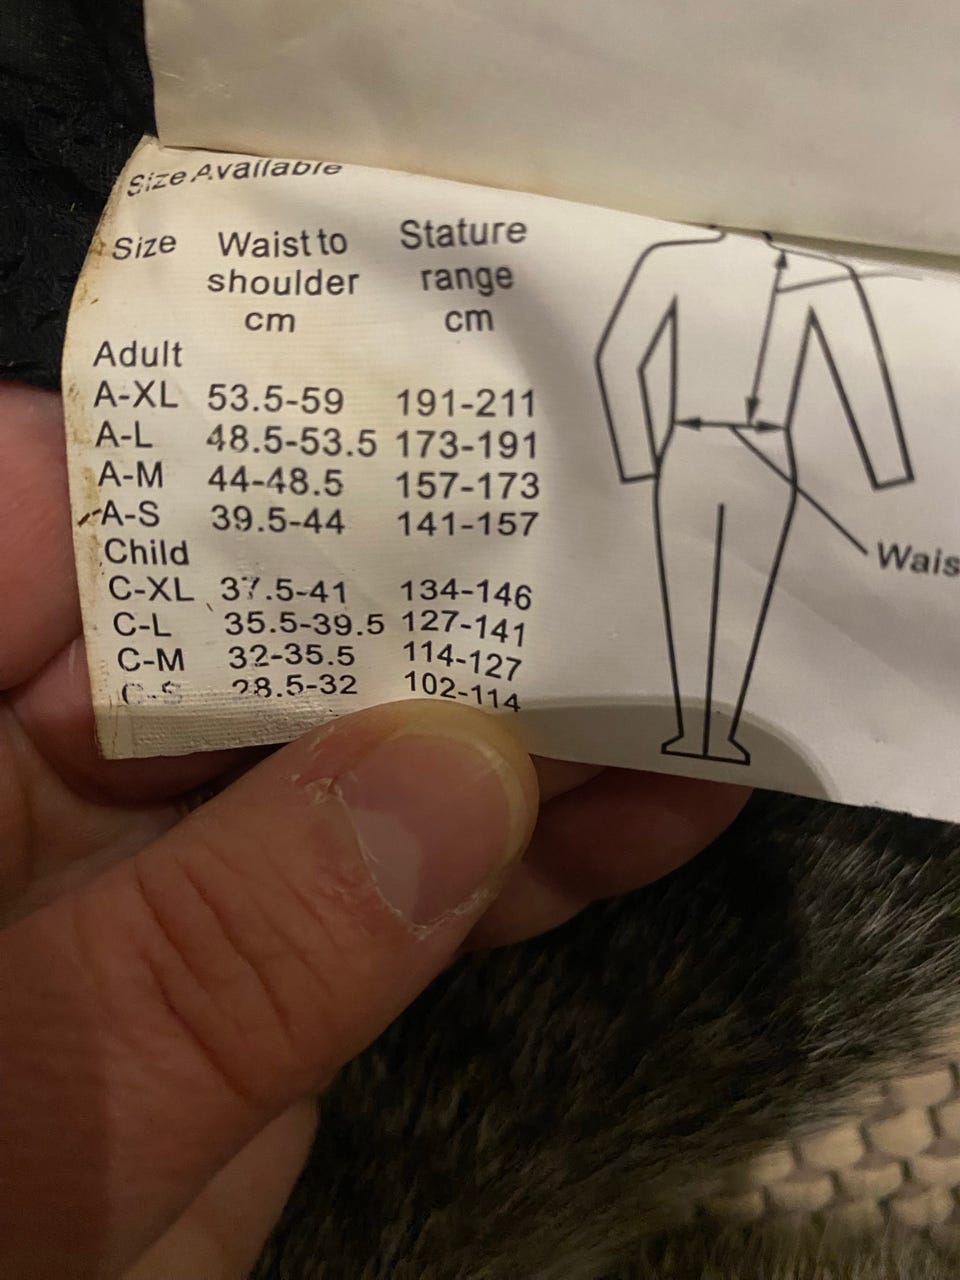 Size Available
Size Waist to shoulder cm Stature range cm
Adult
A-XL 53.5-59 191-211
A-L 48.5-53.5 173-191
A-M 44-48.5 157-173
A-S 39.5-44 141-157
Child
C-XL 37.5-41 134-146
C-L 35.5-39.5 127-141
C-M 32-35.5 114-127
C-S 28.5-32 102-114
Wais